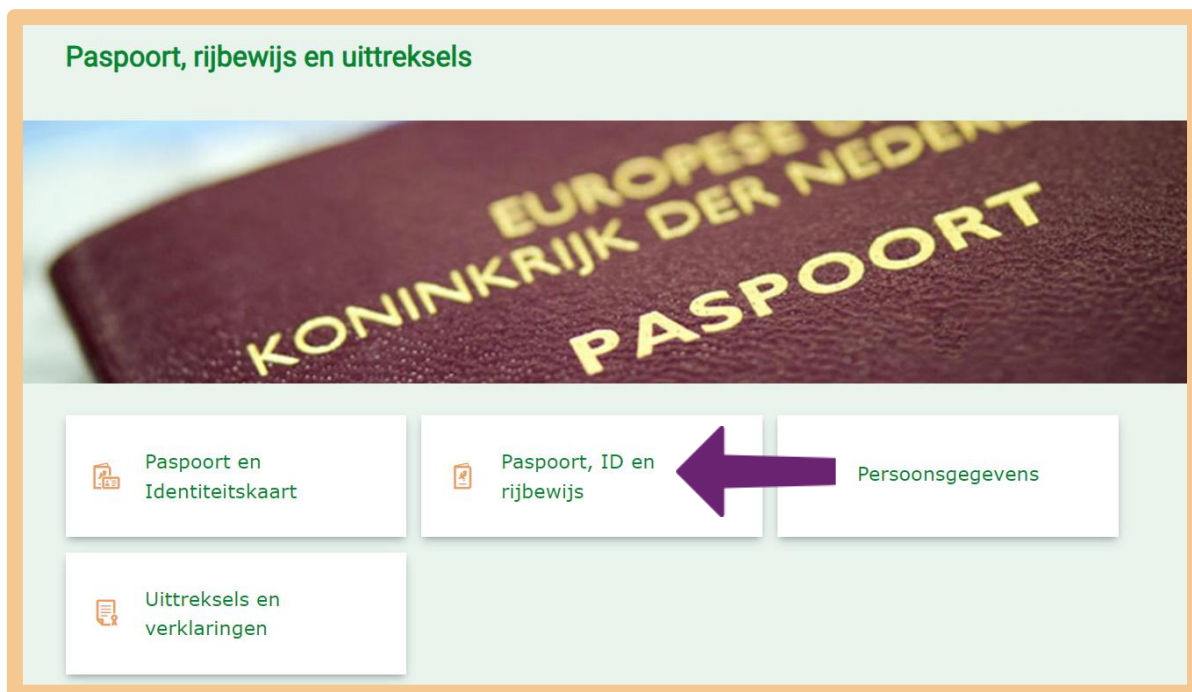 Paspoort, rijbewijs en uittreksels
EUROPESE
KONINKRIJK DER
PASPOORT
Paspoort en
Identiteitskaart
Paspoort, ID en
rijbewijs
Persoonsgegevens
Uittreksels en
verklaringen